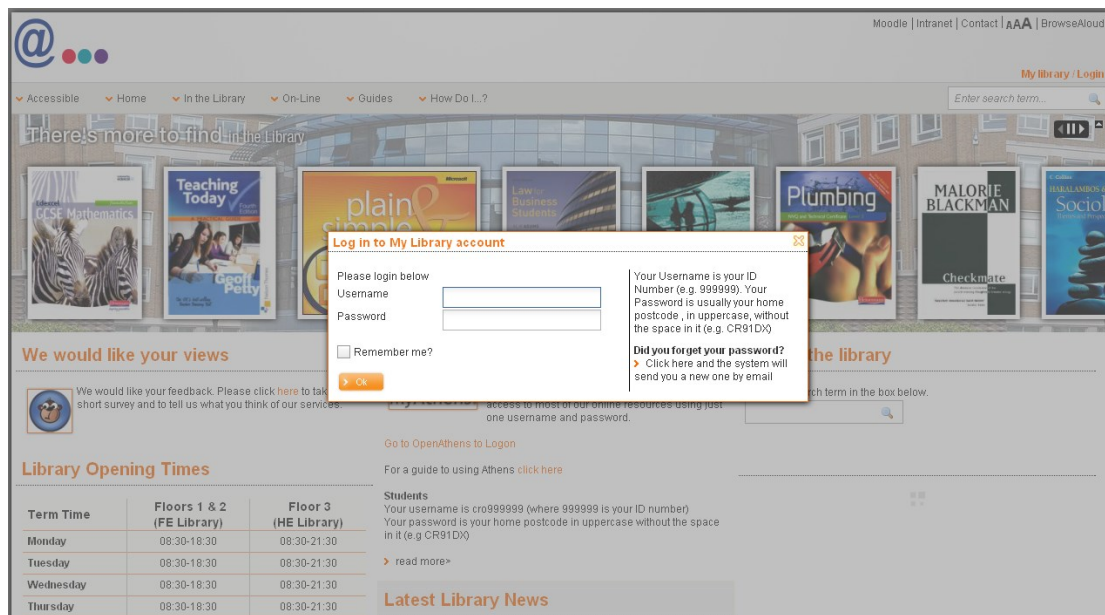 @
Moodle | Intranet | Contact | AAA | BrowseAloud
My library / Login
Accessible Home In the Library On-Line Guides How Do I...?
Enter search term...
There's more to find in the Library
Edexcel
GCSE Mathematics
Teaching
Today
Fourth
Edition
A PRACTICAL GUIDE
Geoff
Petty
Microsoft
plain &
simple
Law for
Business
Students
Plumbing
MALORIE
BLACKMAN
Checkmate
Collins
HARALAMBOS &
Sociol
Log in to My Library account
Please login below
Username
Password
Remember me?
Ok
Your Username is your ID
Number (e.g. 999999). Your
Password is usually your home
postcode , in uppercase, without
the space in it (e.g. CR91DX)
Did you forget your password?
Click here and the system will
send you a new one by email
We would like your views
We would like your feedback. Please click here to tak
short survey and to tell us what you think of our services.
Library Opening Times
Term Time Floors 1 & 2 Floor 3
(FE Library) (HE Library)
Monday 08:30-18:30 08:30-21:30
Tuesday 08:30-18:30 08:30-21:30
Wednesday 08:30-18:30 08:30-21:30
Thursday 08:30-18:30 08:30-21:30
access to most of our online resources using just
one username and password.
Go to OpenAthens to Logon
For a guide to using Athens click here
Students
Your username is cro999999 (where 999999 is your ID number)
Your password is your home postcode in uppercase without the space
in it (e.g CR91DX)
read more>
Latest Library News
the library
rch term in the box below.